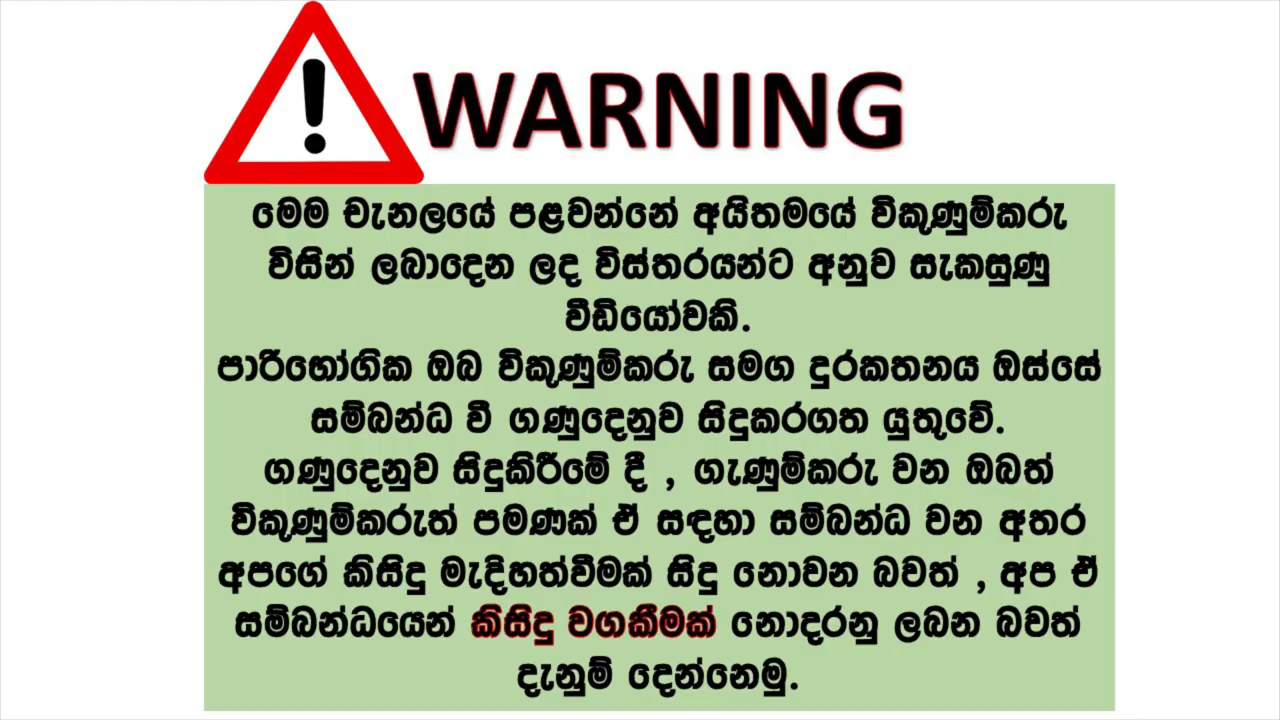 WARNING
මෙම චැනලයේ පළවන්නේ අයිතමයේ විකුණුම්කරු
විසින් ලබාදෙන ලද විස්තරයන්ට අනුව සැකසුණු
වීඩියෝවකි.
පාරිභෝගික ඔබ විකුණුම්කරු සමග දුරකතනය ඔස්සේ
සම්බන්ධ වී ගණුදෙනුව සිදුකරගත යුතුවේ.
ගණුදෙනුව සිදුකිරීමේ දී , ගැණුම්කරු වන ඔබත්
විකුණුම්කරුත් පමණක් ඒ සඳහා සම්බන්ධ වන අතර
අපගේ කිසිදු මැදිහත්වීමක් සිදු නොවන බවත් , අප ඒ
සම්බන්ධයෙන් කිසිදු වගකීමක් නොදරනු ලබන බවත්
දැනුම් දෙන්නෙමු.